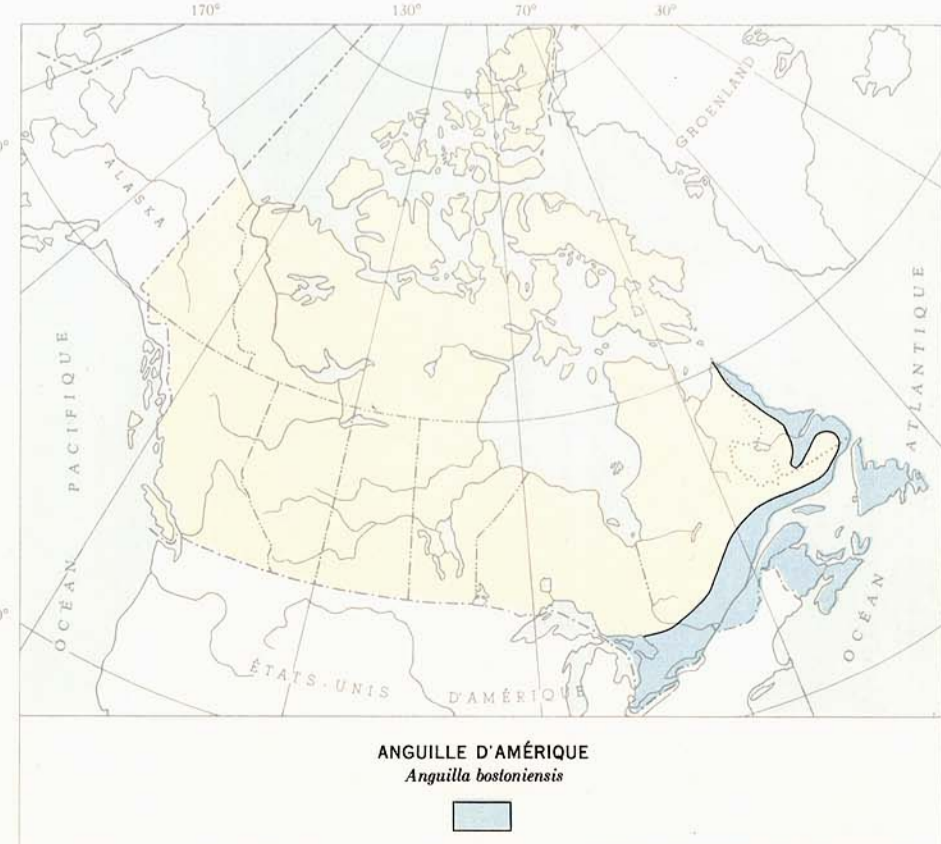 170° 130° 70° 30°
GROENLAND
ALASKA
OCÉAN PACIFIQUE
OCÉAN ATLANTIQUE
ÉTATS-UNIS D'AMÉRIQUE
ANGUILLE D'AMÉRIQUE
Anguilla bostoniensis